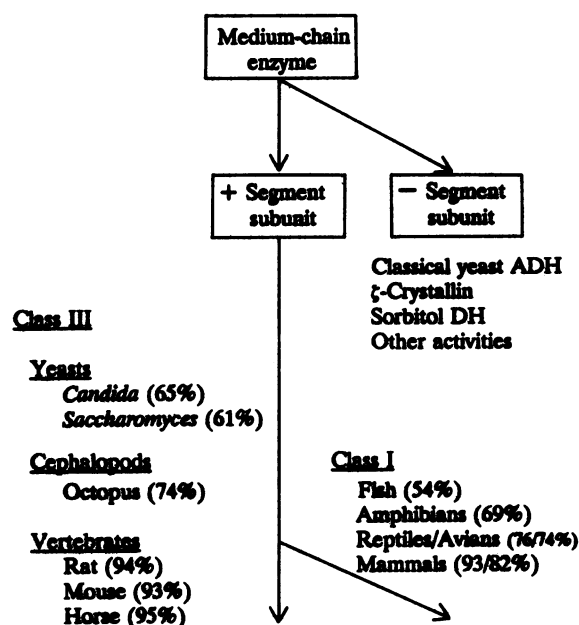 Medium-chain
enzyme
+ Segment
subunit
− Segment
subunit
Classical yeast ADH
ζ-Crystallin
Sorbitol DH
Other activities
Class III
Yeasts
Candida (65%)
Saccharomyces (61%)
Cephalopods
Octopus (74%)
Vertebrates
Rat (94%)
Mouse (93%)
Horse (95%)
Class I
Fish (54%)
Amphibians (69%)
Reptiles/Avians (76/74%)
Mammals (93/82%)